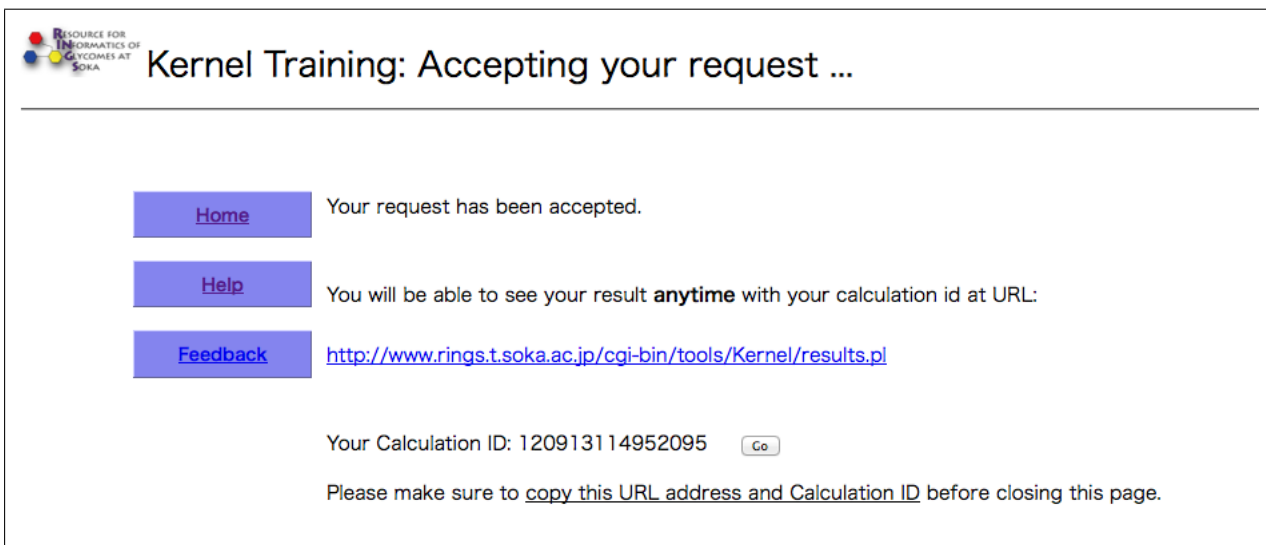 RESOURCE FOR
INFORMATICS OF
GLYCOMES AT
SOKA
Kernel Training: Accepting your request ...
Home
Your request has been accepted.
Help
You will be able to see your result anytime with your calculation id at URL:
Feedback
http://www.rings.t.soka.ac.jp/cgi-bin/tools/Kernel/results.pl
Your Calculation ID: 120913114952095
Go
Please make sure to copy this URL address and Calculation ID before closing this page.